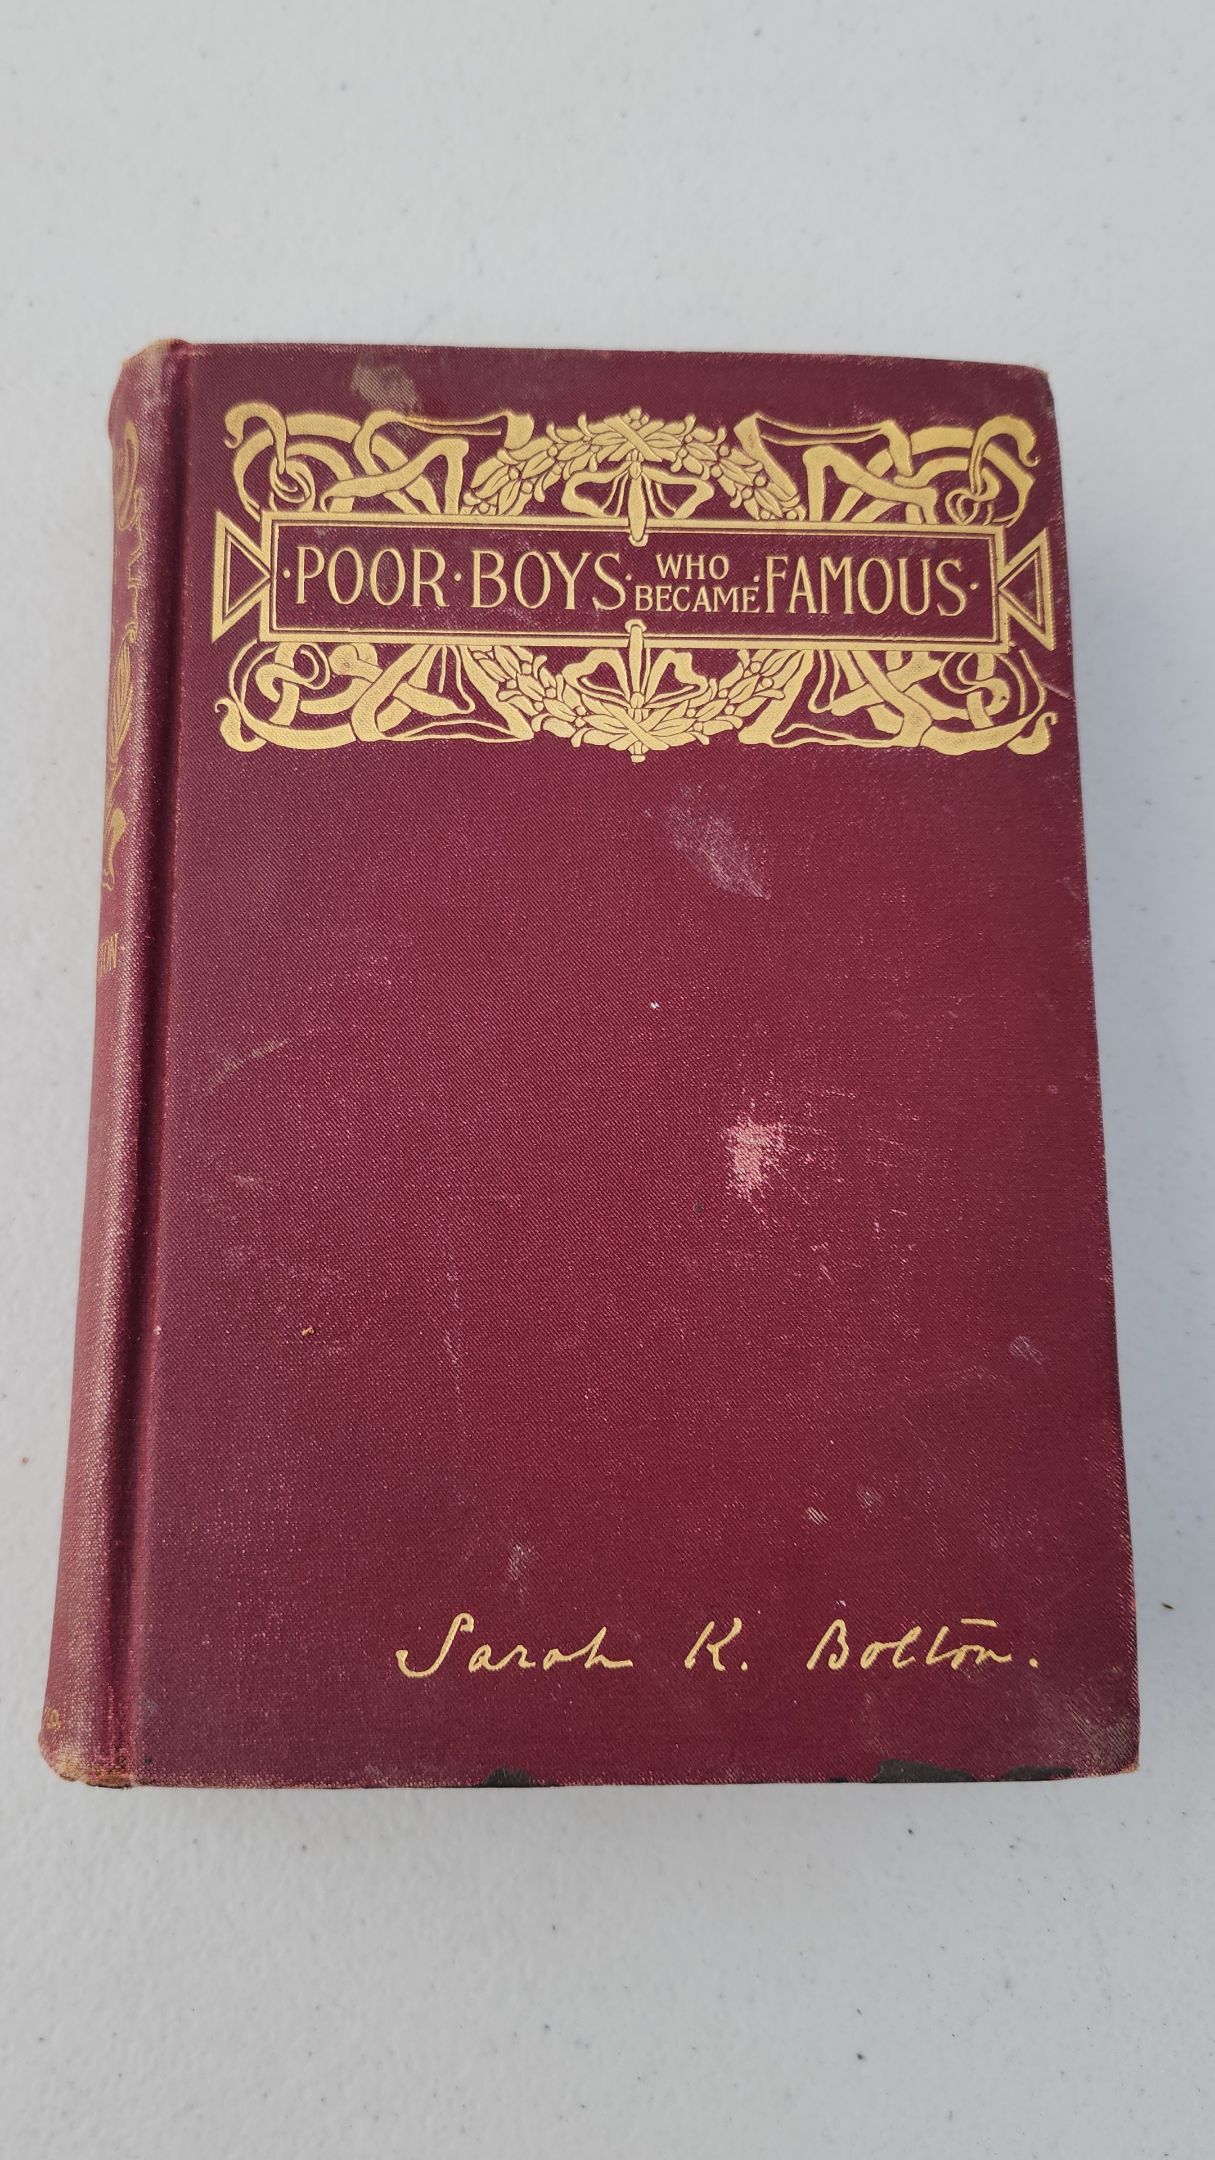 ·POOR·BOYS·WHO BECAME·FAMOUS·
Sarah K. Bolton.